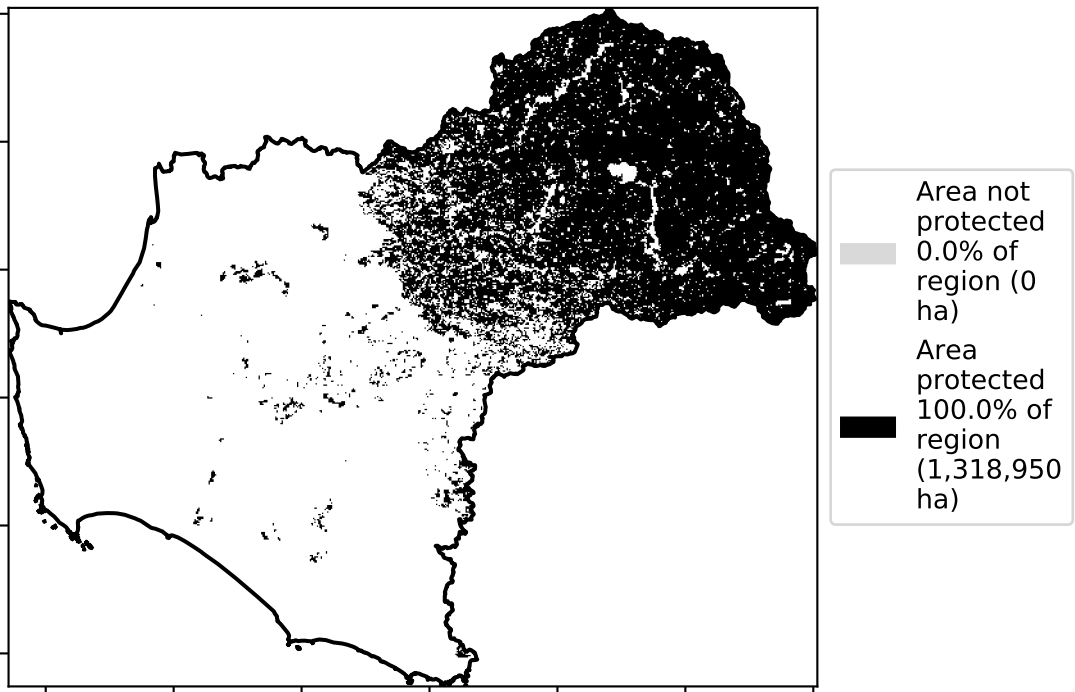 Area not
protected
0.0% of
region (0
ha)
Area
protected
100.0% of
region
(1,318,950
ha)